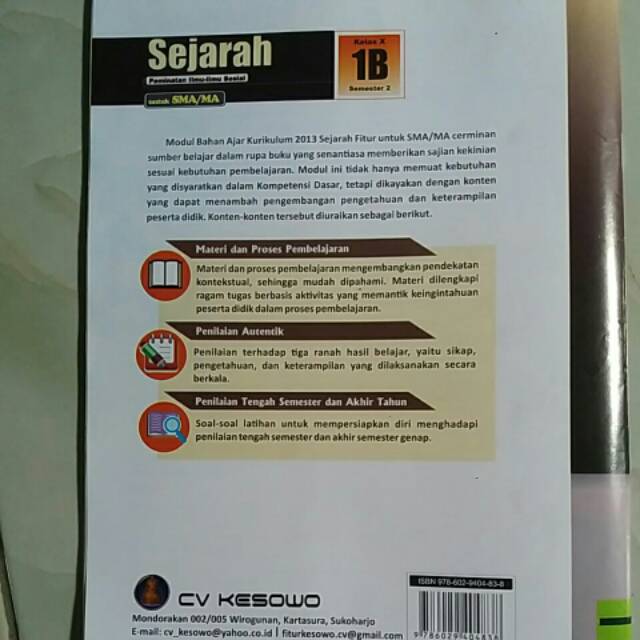 Sejarah
Peminatan Ilmu-Ilmu Sosial
untuk SMA/MA
Kelas X
1B
Semester 2
Modul Bahan Ajar Kurikulum 2013 Sejarah Fitur untuk SMA/MA cerminan
sumber belajar dalam rupa buku yang senantiasa memberikan sajian kekinian
sesuai kebutuhan pembelajaran. Modul ini tidak hanya memuat kebutuhan
yang disyaratkan dalam Kompetensi Dasar, tetapi dikayakan dengan konten
yang dapat menambah pengembangan pengetahuan dan keterampilan
peserta didik. Konten-konten tersebut diuraikan sebagai berikut.
Materi dan Proses Pembelajaran
Materi dan proses pembelajaran mengembangkan pendekatan
kontekstual, sehingga mudah dipahami. Materi dilengkapi
ragam tugas berbasis aktivitas yang memantik keingintahuan
peserta didik dalam proses pembelajaran.
Penilaian Autentik
Penilaian terhadap tiga ranah hasil belajar, yaitu sikap,
pengetahuan, dan keterampilan yang dilaksanakan secara
berkala.
Penilaian Tengah Semester dan Akhir Tahun
Soal-soal latihan untuk mempersiapkan diri menghadapi
penilaian tengah semester dan akhir semester genap.
CV KESOWO
Mondorakan 002/005 Wirogunan, Kartasura, Sukoharjo
E-mail: cv_kesowo@yahoo.co.id | fiturkesowo.cv@gmail.com
ISBN 978-602-9404-83-8
9786029404838